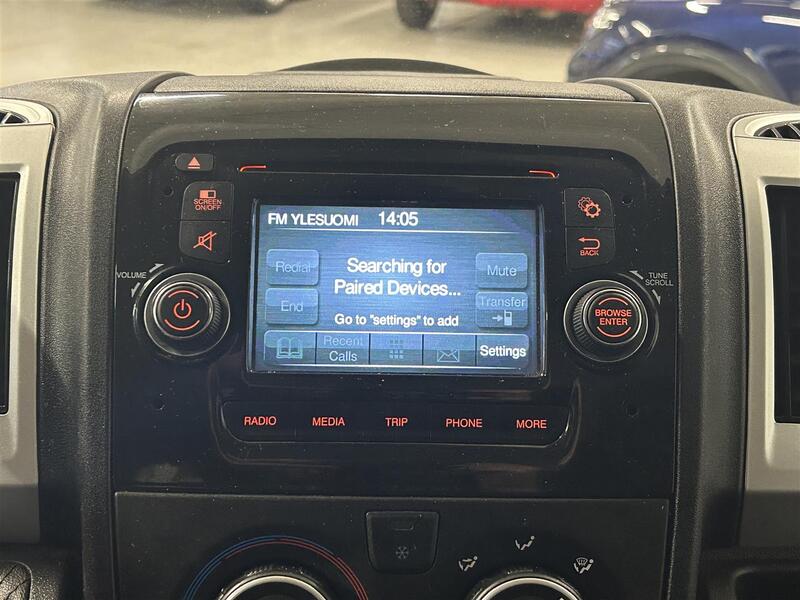 SCREEN
ON/OFF
VOLUME
FM YLESUOMI 14:05
Redial
Searching for
Paired Devices...
Mute
End
Transfer
Go to "settings" to add
Recent
Calls
Settings
BACK
TUNE
SCROLL
BROWSE
ENTER
RADIO
MEDIA
TRIP
PHONE
MORE